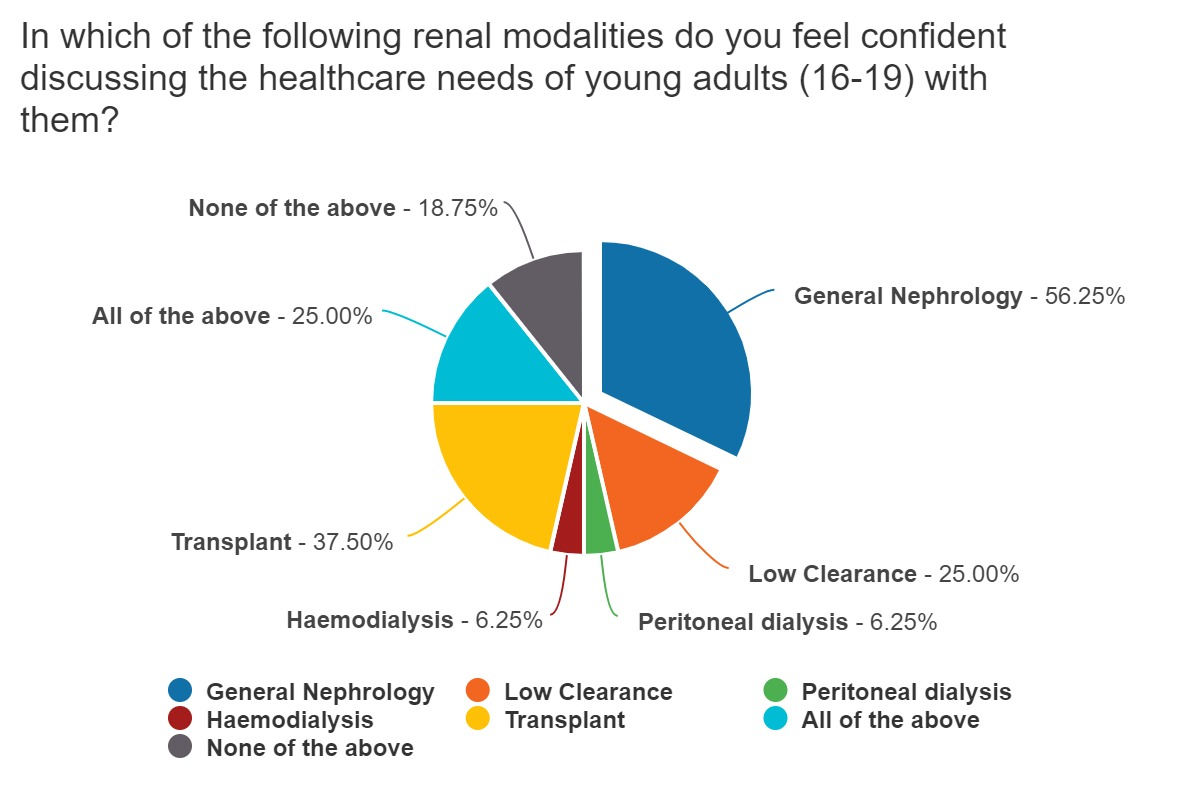 In which of the following renal modalities do you feel confident
discussing the healthcare needs of young adults (16-19) with
them?
None of the above - 18.75%
General Nephrology - 56.25%
All of the above - 25.00%
Transplant - 37.50%
Low Clearance - 25.00%
Haemodialysis - 6.25%
Peritoneal dialysis - 6.25%
General Nephrology
Low Clearance
Peritoneal dialysis
Haemodialysis
Transplant
All of the above
None of the above